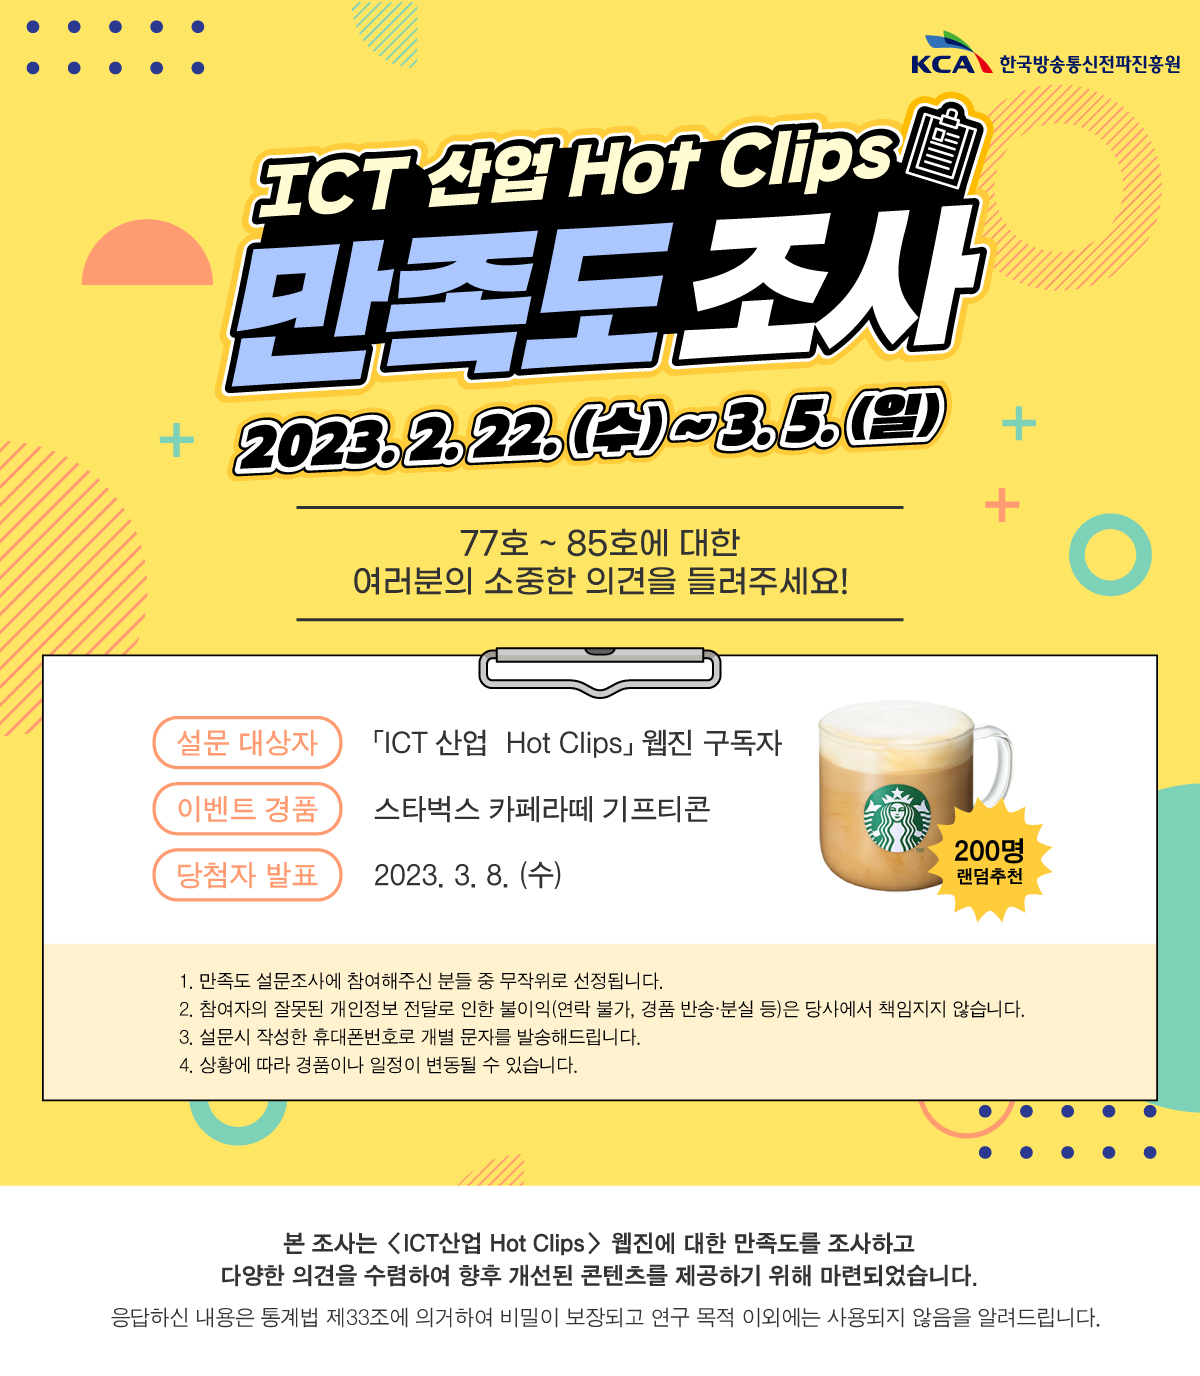 KCA 한국방송통신전파진흥원
ICT 산업 Hot Clips
만족도 조사
2023. 2. 22. (수) ~ 3. 5. (일)
77호 ~ 85호에 대한
여러분의 소중한 의견을 들려주세요!
설문 대상자 「ICT 산업 Hot Clips」 웹진 구독자
이벤트 경품 스타벅스 카페라떼 기프티콘
당첨자 발표 2023. 3. 8. (수)
200명
랜덤추천
1. 만족도 설문조사에 참여해주신 분들 중 무작위로 선정됩니다.
2. 참여자의 잘못된 개인정보 전달로 인한 불이익(연락 불가, 경품 반송·분실 등)은 당사에서 책임지지 않습니다.
3. 설문시 작성한 휴대폰번호로 개별 문자를 발송해드립니다.
4. 상황에 따라 경품이나 일정이 변동될 수 있습니다.
본 조사는 <ICT산업 Hot Clips> 웹진에 대한 만족도를 조사하고
다양한 의견을 수렴하여 향후 개선된 콘텐츠를 제공하기 위해 마련되었습니다.
응답하신 내용은 통계법 제33조에 의거하여 비밀이 보장되고 연구 목적 이외에는 사용되지 않음을 알려드립니다.